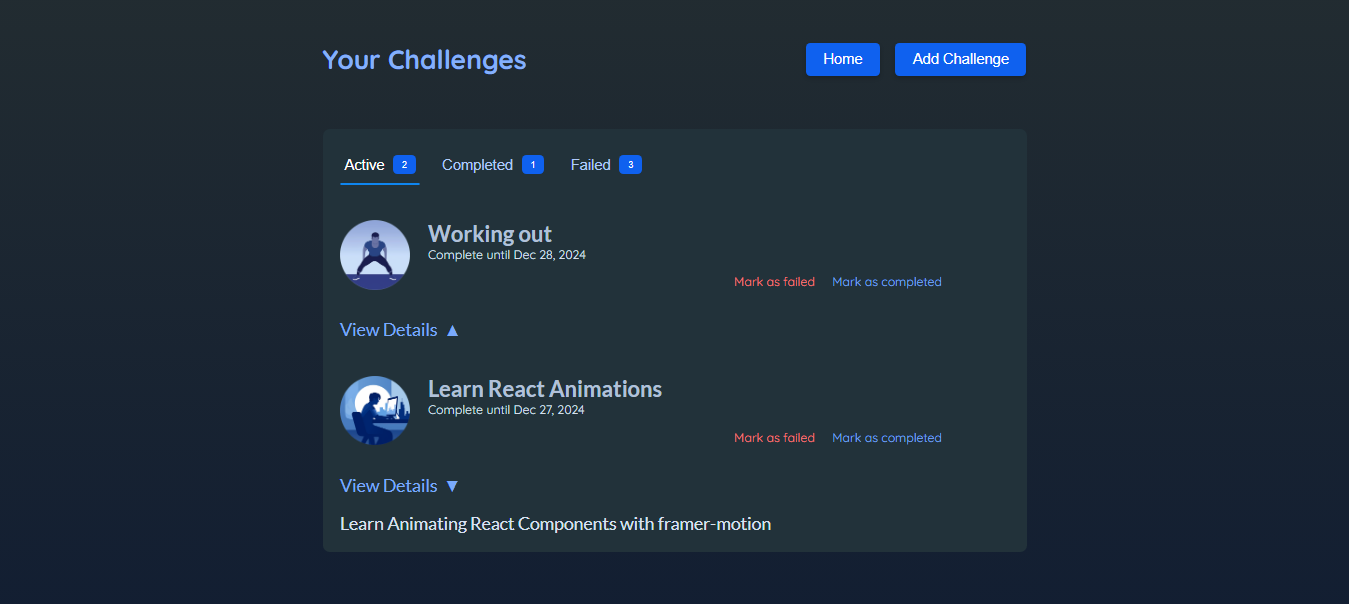 Your Challenges
Home
Add Challenge
Active 2
Completed 1
Failed 3
Working out
Complete until Dec 28, 2024
Mark as failed
Mark as completed
View Details ▲
Learn React Animations
Complete until Dec 27, 2024
Mark as failed
Mark as completed
View Details ▼
Learn Animating React Components with framer-motion